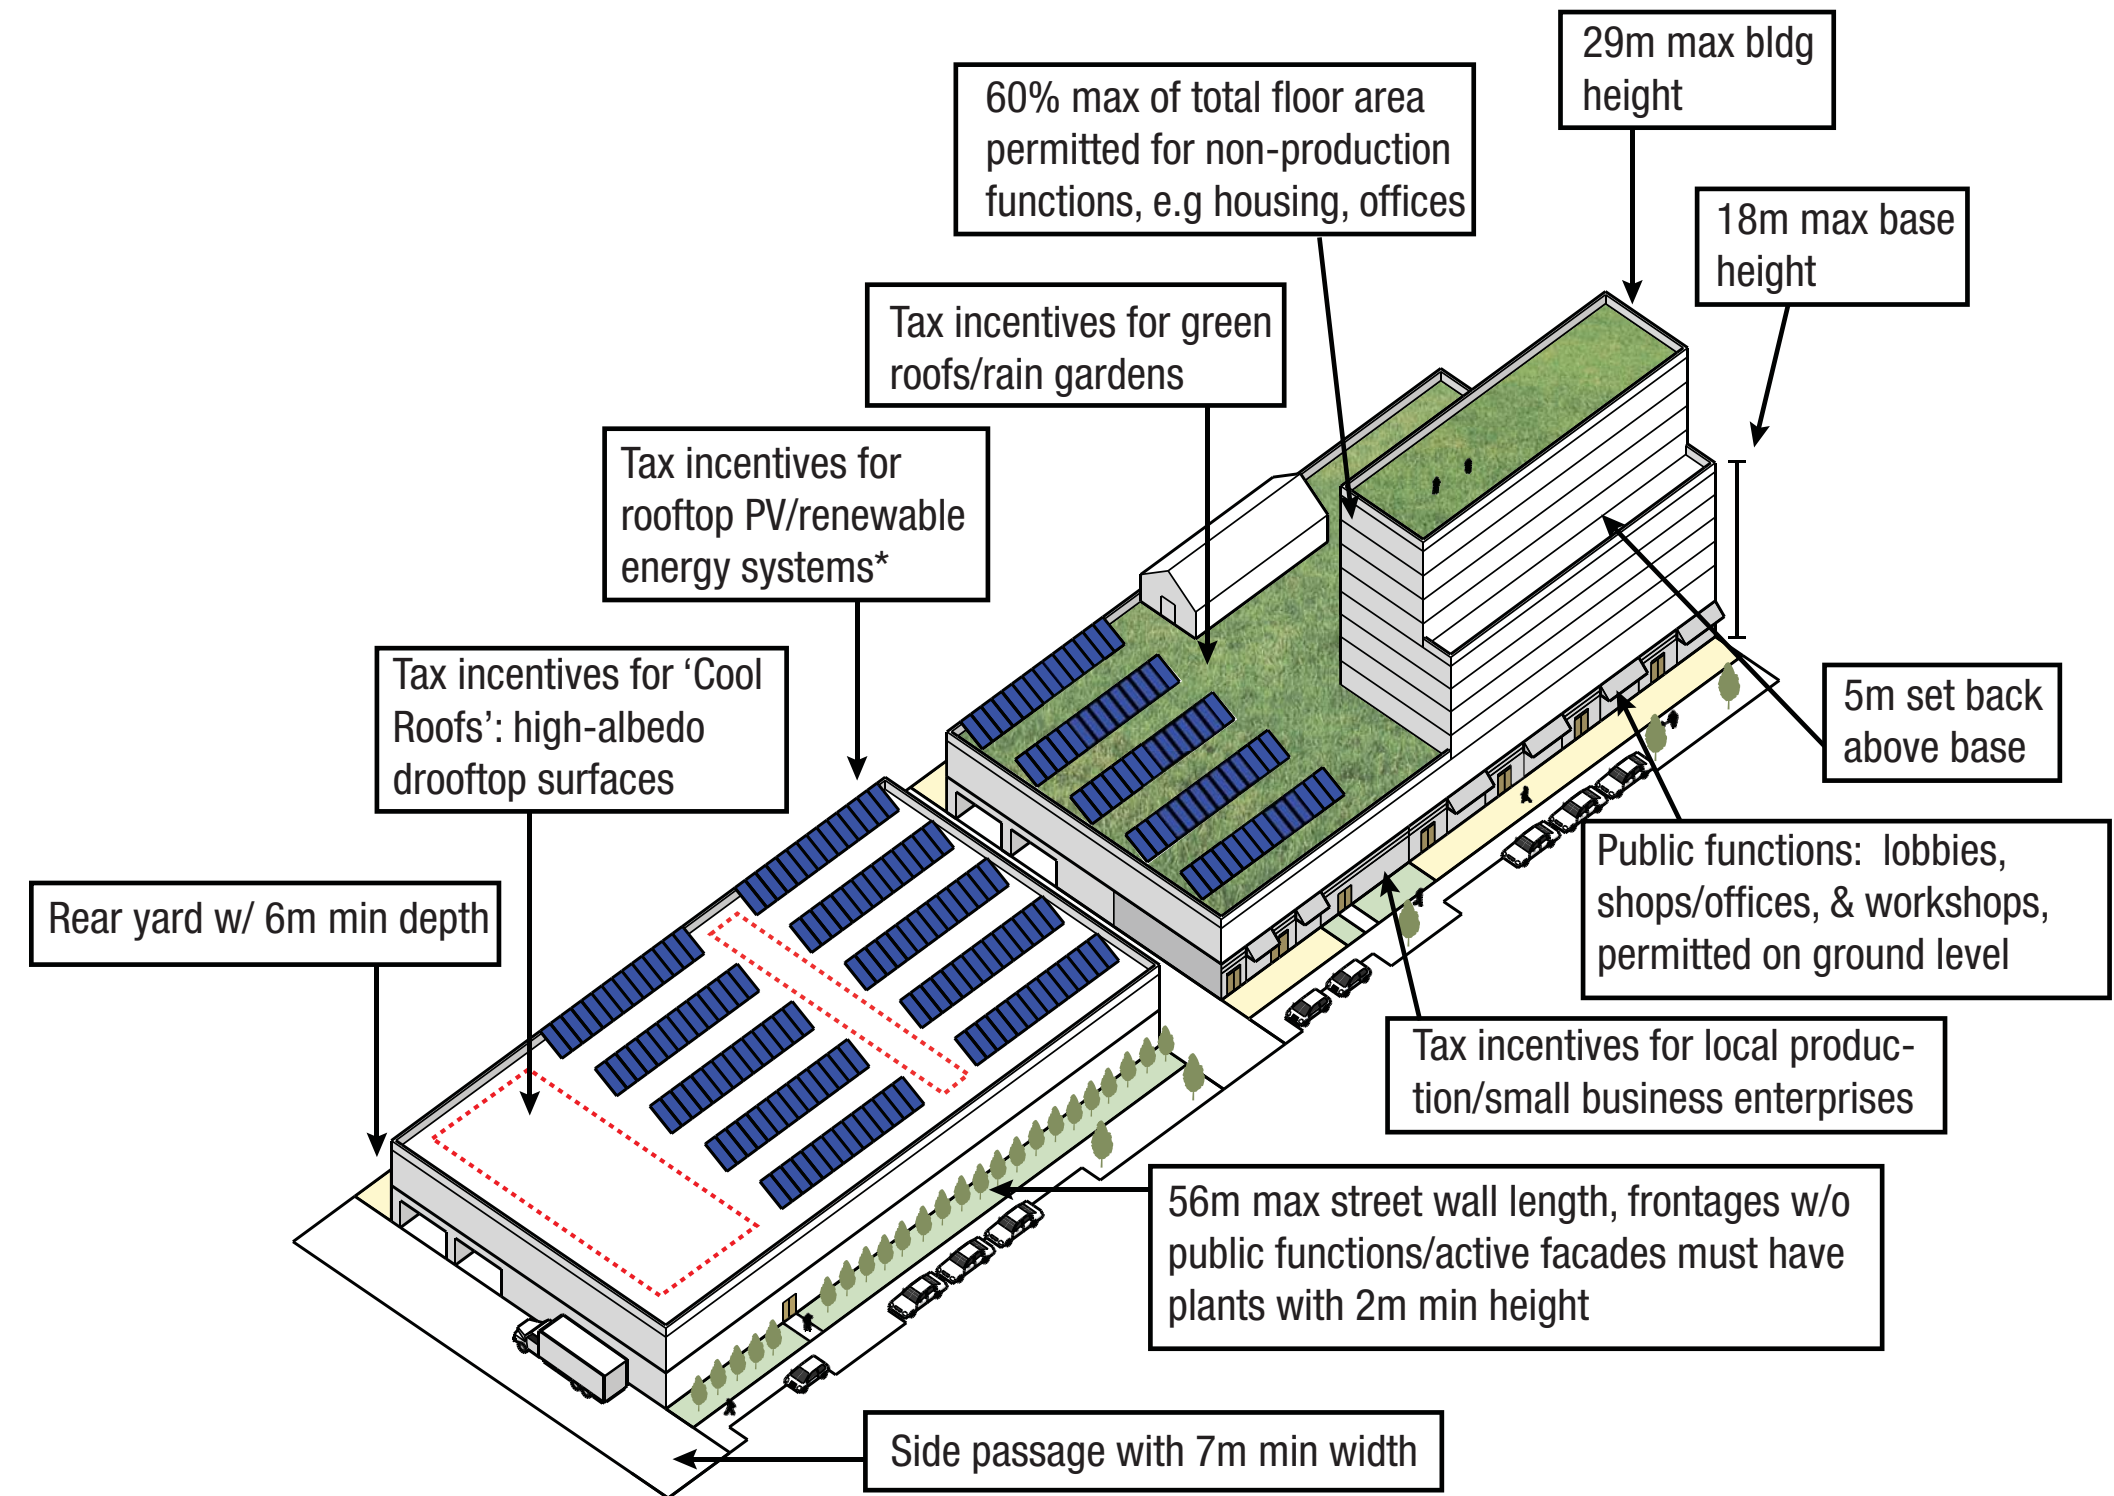 29m max bldg
height
60% max of total floor area
permitted for non-production
functions, e.g housing, offices
18m max base
height
Tax incentives for green
roofs/rain gardens
Tax incentives for
rooftop PV/renewable
energy systems*
Tax incentives for ‘Cool
Roofs’: high-albedo
drooftop surfaces
5m set back
above base
Public functions: lobbies,
shops/offices, & workshops,
permitted on ground level
Rear yard w/ 6m min depth
Tax incentives for local produc-
tion/small business enterprises
56m max street wall length, frontages w/o
public functions/active facades must have
plants with 2m min height
Side passage with 7m min width